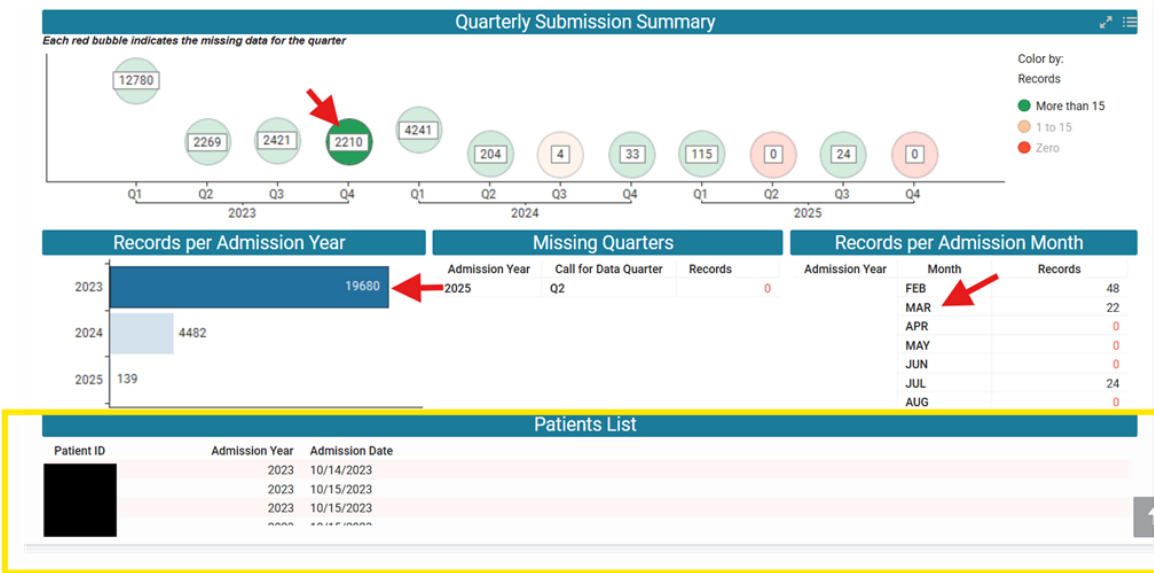 Quarterly Submission Summary
Each red bubble indicates the missing data for the quarter
Color by:
Records
More than 15
1 to 15
Zero
12780
2269
2421
2210
4241
204
4
33
115
0
24
0
Q1 Q2 Q3 Q4 Q1 Q2 Q3 Q4 Q1 Q2 Q3 Q4
2023 2024 2025
Records per Admission Year
2023 19680
2024 4482
2025 139
Missing Quarters
Admission Year Call for Data Quarter Records
2025 Q2 0
Records per Admission Month
Admission Year Month Records
FEB 48
MAR 22
APR 0
MAY 0
JUN 0
JUL 24
AUG 0
Patients List
Patient ID Admission Year Admission Date
2023 10/14/2023
2023 10/15/2023
2023 10/15/2023